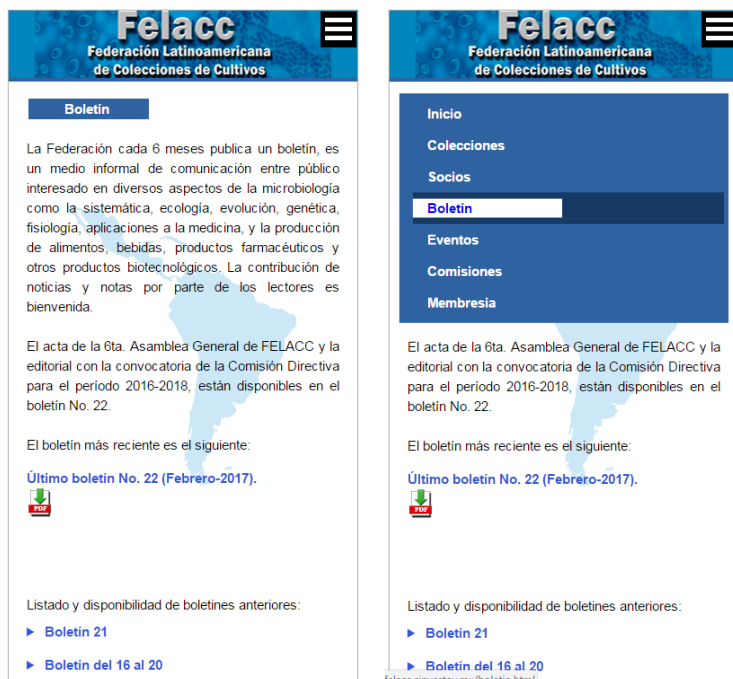 Felacc
Federación Latinoamericana
de Colecciones de Cultivos
Boletín
La Federación cada 6 meses publica un boletín, es
un medio informal de comunicación entre público
interesado en diversos aspectos de la microbiología
como la sistemática, ecología, evolución, genética,
fisiología, aplicaciones a la medicina, y la producción
de alimentos, bebidas, productos farmacéuticos y
otros productos biotecnológicos. La contribución de
noticias y notas por parte de los lectores es
bienvenida.
El acta de la 6ta. Asamblea General de FELACC y la
editorial con la convocatoria de la Comisión Directiva
para el período 2016-2018, están disponibles en el
boletín No. 22.
El boletín más reciente es el siguiente:
Último boletín No. 22 (Febrero-2017).
PDF
Listado y disponibilidad de boletines anteriores:
Boletín 21
Boletín del 16 al 20
Felacc
Federación Latinoamericana
de Colecciones de Cultivos
Inicio
Colecciones
Socios
Boletín
Eventos
Comisiones
Membresia
El acta de la 6ta. Asamblea General de FELACC y la
editorial con la convocatoria de la Comisión Directiva
para el período 2016-2018, están disponibles en el
boletín No. 22.
El boletín más reciente es el siguiente:
Último boletín No. 22 (Febrero-2017).
PDF
Listado y disponibilidad de boletines anteriores:
Boletín 21
Boletín del 16 al 20